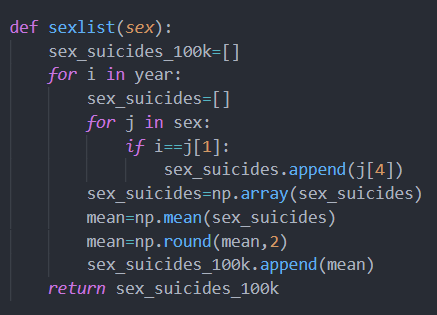 def sexlist(sex):
    sex_suicides_100k=[]
    for i in year:
        sex_suicides=[]
        for j in sex:
            if i==j[1]:
                sex_suicides.append(j[4])
        sex_suicides=np.array(sex_suicides)
        mean=np.mean(sex_suicides)
        mean=np.round(mean,2)
        sex_suicides_100k.append(mean)
    return sex_suicides_100k